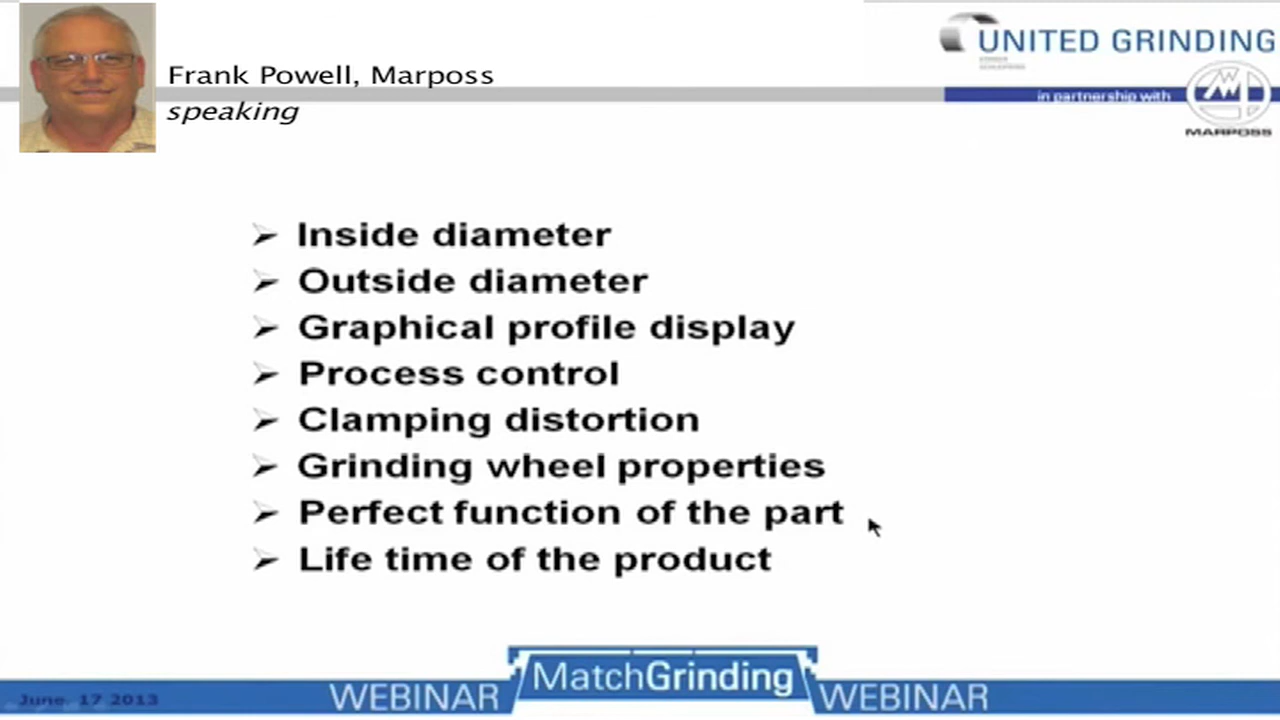 Frank Powell, Marposs
speaking
UNITED GRINDING
in partnership with
MARPOSS
Inside diameter
Outside diameter
Graphical profile display
Process control
Clamping distortion
Grinding wheel properties
Perfect function of the part
Life time of the product
June. 17 2013
WEBINAR MatchGrinding WEBINAR